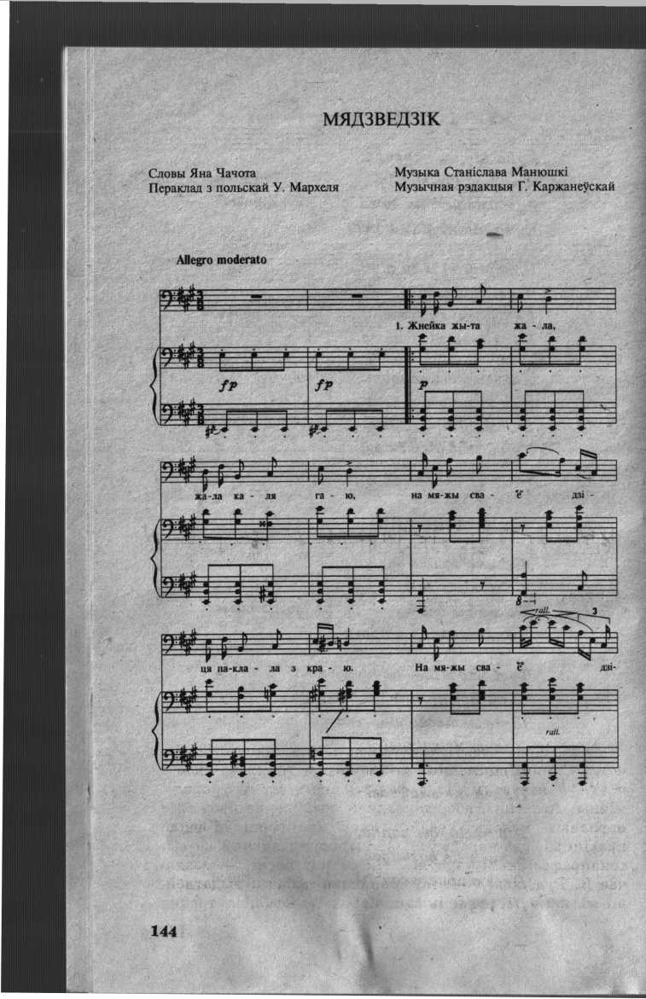 МЯДЗВЕДЗІК
Словы Яна Чачота
Пераклад з польскай У. Мархеля
Музыка Станіслава Манюшкі
Музычная рэдакцыя Г. Каржанеўскай
Allegro moderato
1. Жнейка жы-та жа - ла,
fp fp p
жа-ла ка - ля га - ю, на мя-жы сва - ё дзі -
8
rall. 3
ця па-кла - ла з кра - ю. На мя-жы сва - ё дзі-
rall.
144